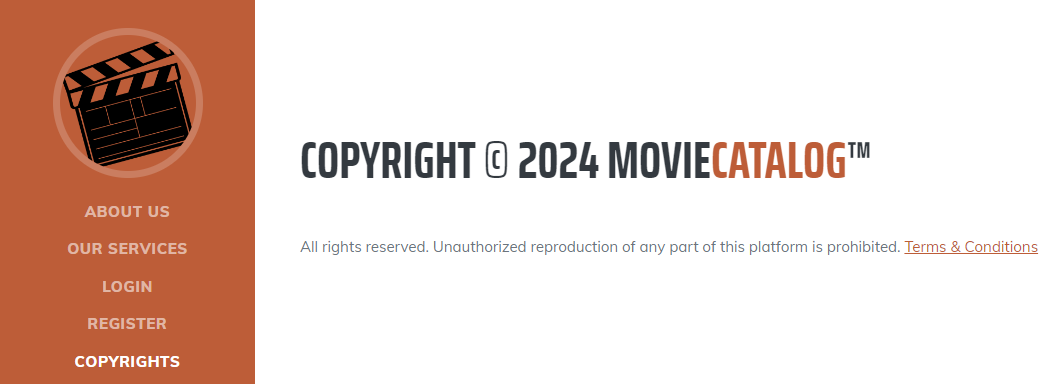 ABOUT US
OUR SERVICES
LOGIN
REGISTER
COPYRIGHTS
COPYRIGHT © 2024 MOVIECATALOG™
All rights reserved. Unauthorized reproduction of any part of this platform is prohibited. Terms & Conditions